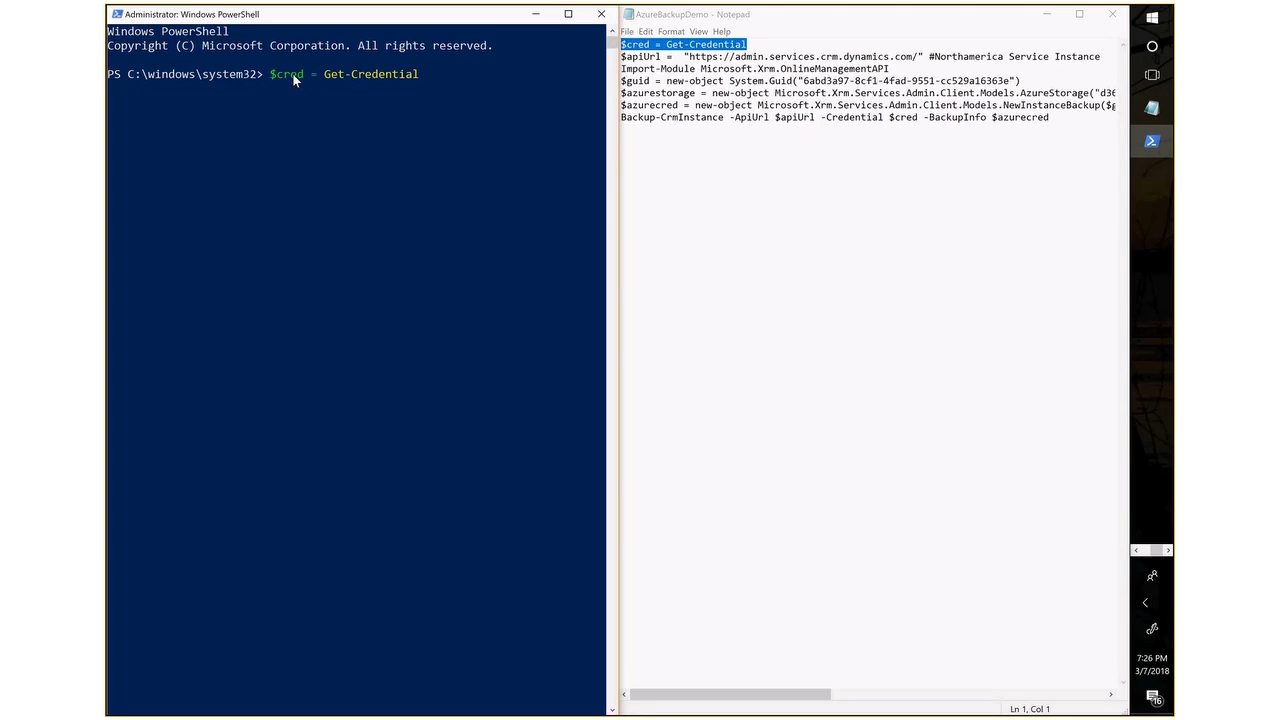 Administrator: Windows PowerShell
Windows PowerShell
Copyright (C) Microsoft Corporation. All rights reserved.
PS C:\windows\system32> $cred = Get-Credential
AzureBackupDemo - Notepad
File Edit Format View Help
$cred = Get-Credential
$apiUrl =  "https://admin.services.crm.dynamics.com/" #Northamerica Service Instance
Import-Module Microsoft.Xrm.OnlineManagementAPI
$guid = new-object System.Guid("6abd3a97-8cf1-4fad-9551-cc529a16363e")
$azurestorage = new-object Microsoft.Xrm.Services.Admin.Client.Models.AzureStorage("d36
$azurecred = new-object Microsoft.Xrm.Services.Admin.Client.Models.NewInstanceBackup($g
Backup-CrmInstance -ApiUrl $apiUrl -Credential $cred -BackupInfo $azurecred
Ln 1, Col 1
7:26 PM
3/7/2018
16